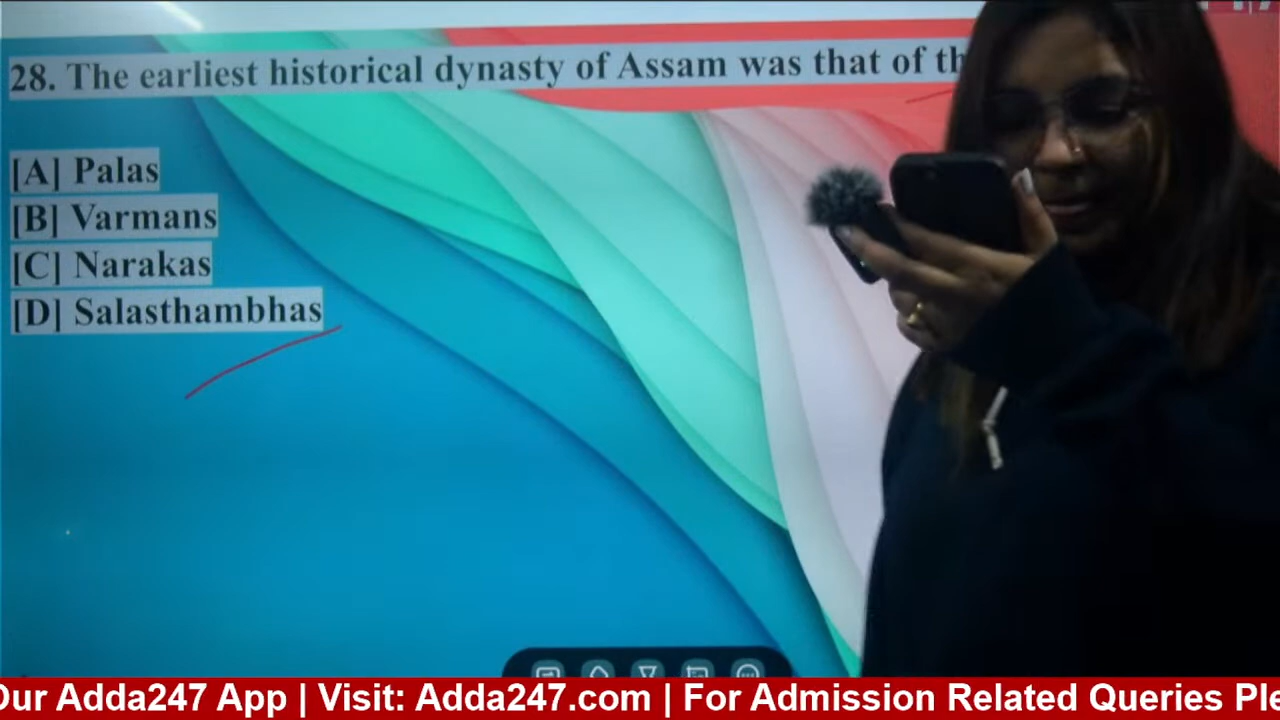 28. The earliest historical dynasty of Assam was that of th
[A] Palas
[B] Varmans
[C] Narakas
[D] Salasthambhas
Our Adda247 App | Visit: Adda247.com | For Admission Related Queries Ple